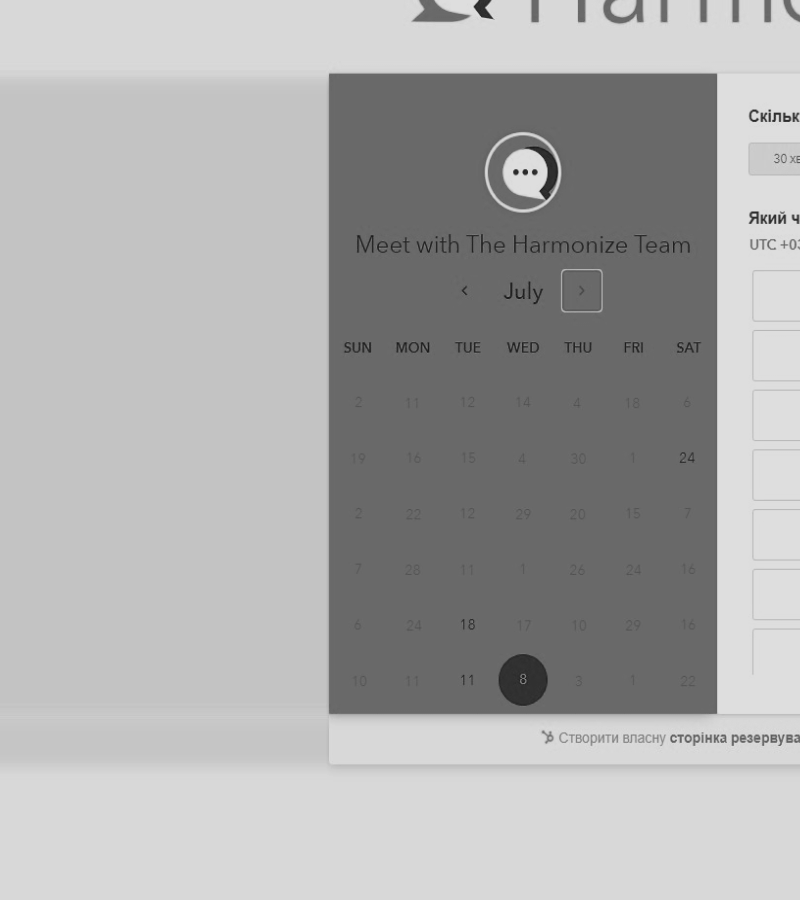 Harmo
Meet with The Harmonize Team
July
SUN MON TUE WED THU FRI SAT
2 11 12 14 4 18 6
19 16 15 4 30 1 24
2 22 12 29 20 15 7
7 28 11 1 26 24 16
6 24 18 17 10 29 16
10 11 11 8 3 1 22
Скільк
30 хв
Який ч
UTC +03
Створити власну сторінка резервува